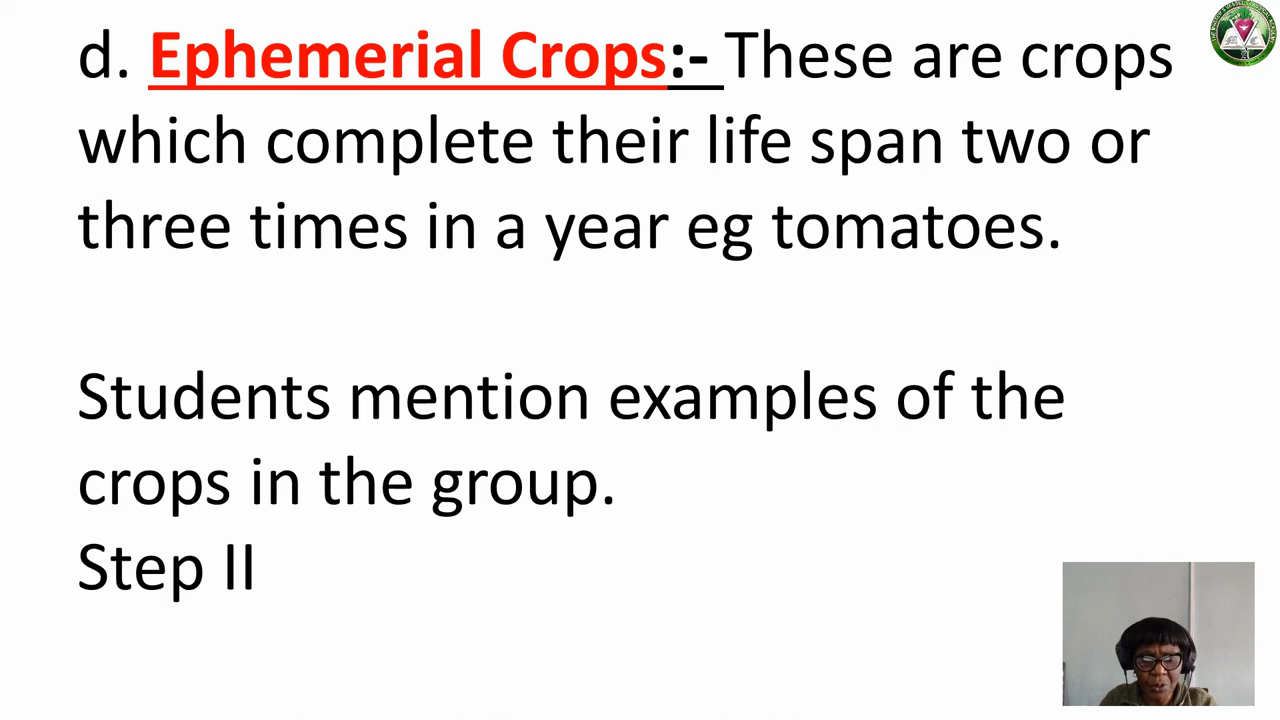 d. Ephemerial Crops:- These are crops
which complete their life span two or
three times in a year eg tomatoes.
Students mention examples of the
crops in the group.
Step II